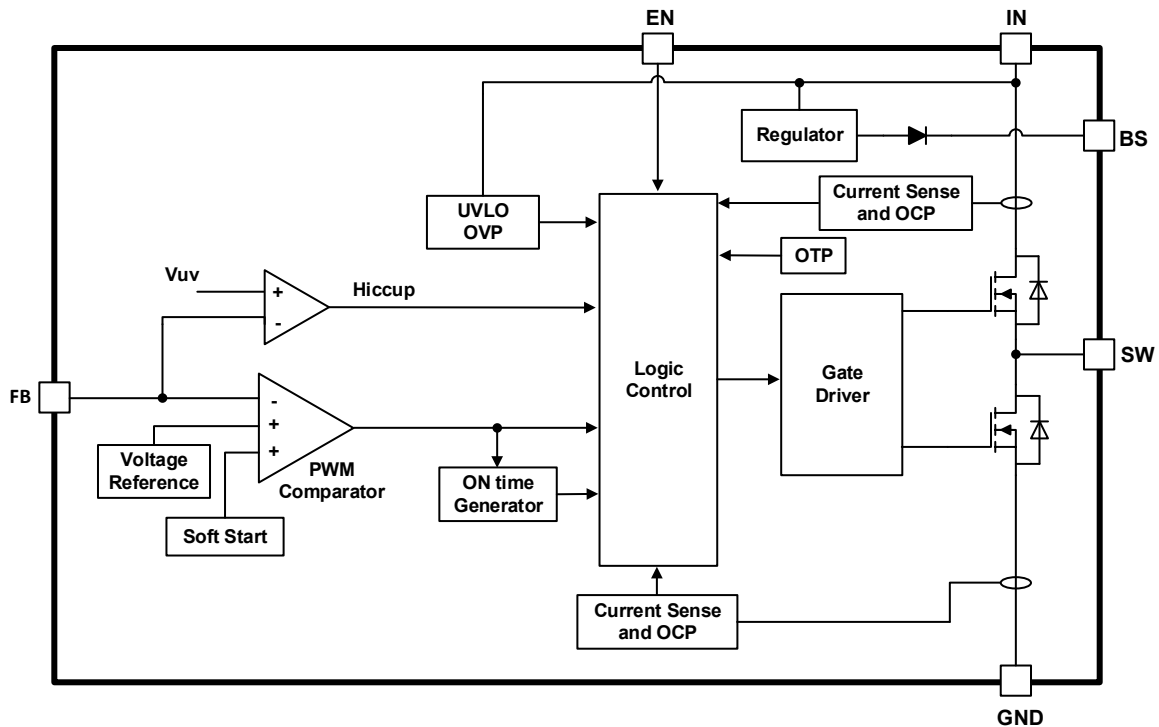 EN
IN
Regulator
BS
Current Sense
and OCP
UVLO
OVP
OTP
Vuv
+
-
Hiccup
Logic
Control
Gate
Driver
SW
FB
-
+
+
PWM
Comparator
Voltage
Reference
ON time
Generator
Soft Start
Current Sense
and OCP
GND